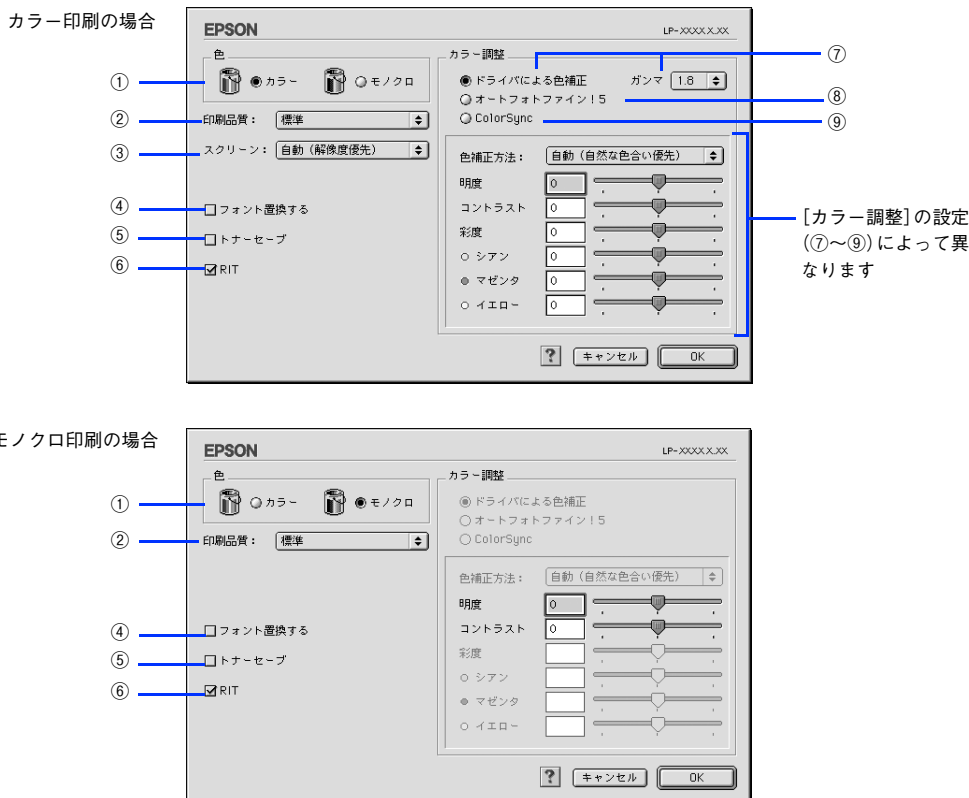 カラー印刷の場合
EPSON
LP-XXXXX.XX
色
カラー
モノクロ
① 
② 印刷品質： 標準
③ スクリーン： 自動（解像度優先）
④ フォント置換する
⑤ トナーセーブ
⑥ RIT
カラー調整
ドライバによる色補正
ガンマ 1.8
⑦
オートフォトファイン！5
⑧
ColorSync
⑨
色補正方法： 自動（自然な色合い優先）
明度 0
コントラスト 0
彩度 0
シアン 0
マゼンタ 0
イエロー 0
[カラー調整]の設定
(⑦～⑨)によって異
なります
? キャンセル OK
モノクロ印刷の場合
EPSON
LP-XXXXX.XX
色
カラー
モノクロ
①
② 印刷品質： 標準
④ フォント置換する
⑤ トナーセーブ
⑥ RIT
カラー調整
ドライバによる色補正
オートフォトファイン！5
ColorSync
色補正方法： 自動（自然な色合い優先）
明度 0
コントラスト 0
彩度
シアン
マゼンタ
イエロー
? キャンセル OK